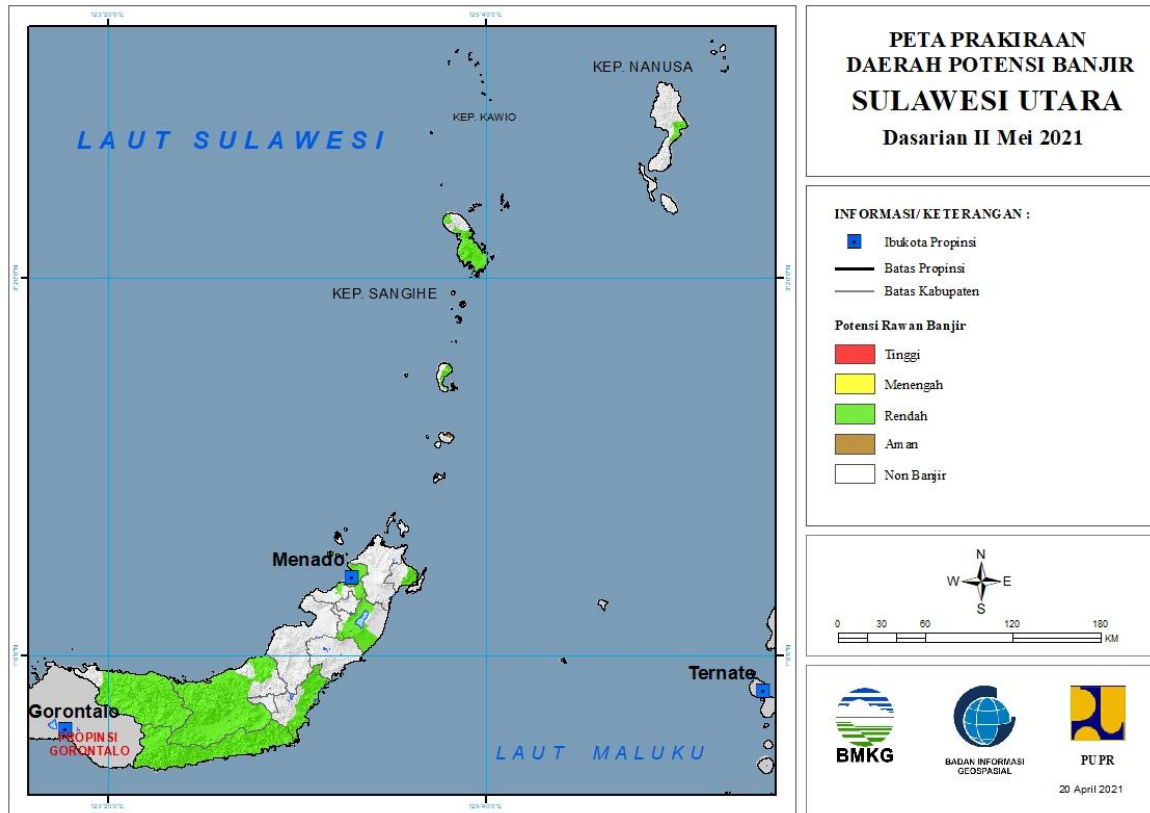 PETA PRAKIRAAN
DAERAH POTENSI BANJIR
SULAWESI UTARA
Dasarian II Mei 2021
INFORMASI/ KETERANGAN :
Ibukota Propinsi
Batas Propinsi
Batas Kabupaten
Potensi Rawan Banjir
Tinggi
Menengah
Rendah
Aman
Non Banjir
N
W E
S
0 30 60 120 180
KM
BMKG
BADAN INFORMASI
GEOSPASIAL
PUPR
20 April 2021
KEP. NANUSA
KEP. KAWIO
LAUT SULAWESI
KEP. SANGIHE
Menado
Ternate
Gorontalo
PROPINSI
GORONTALO
LAUT MALUKU